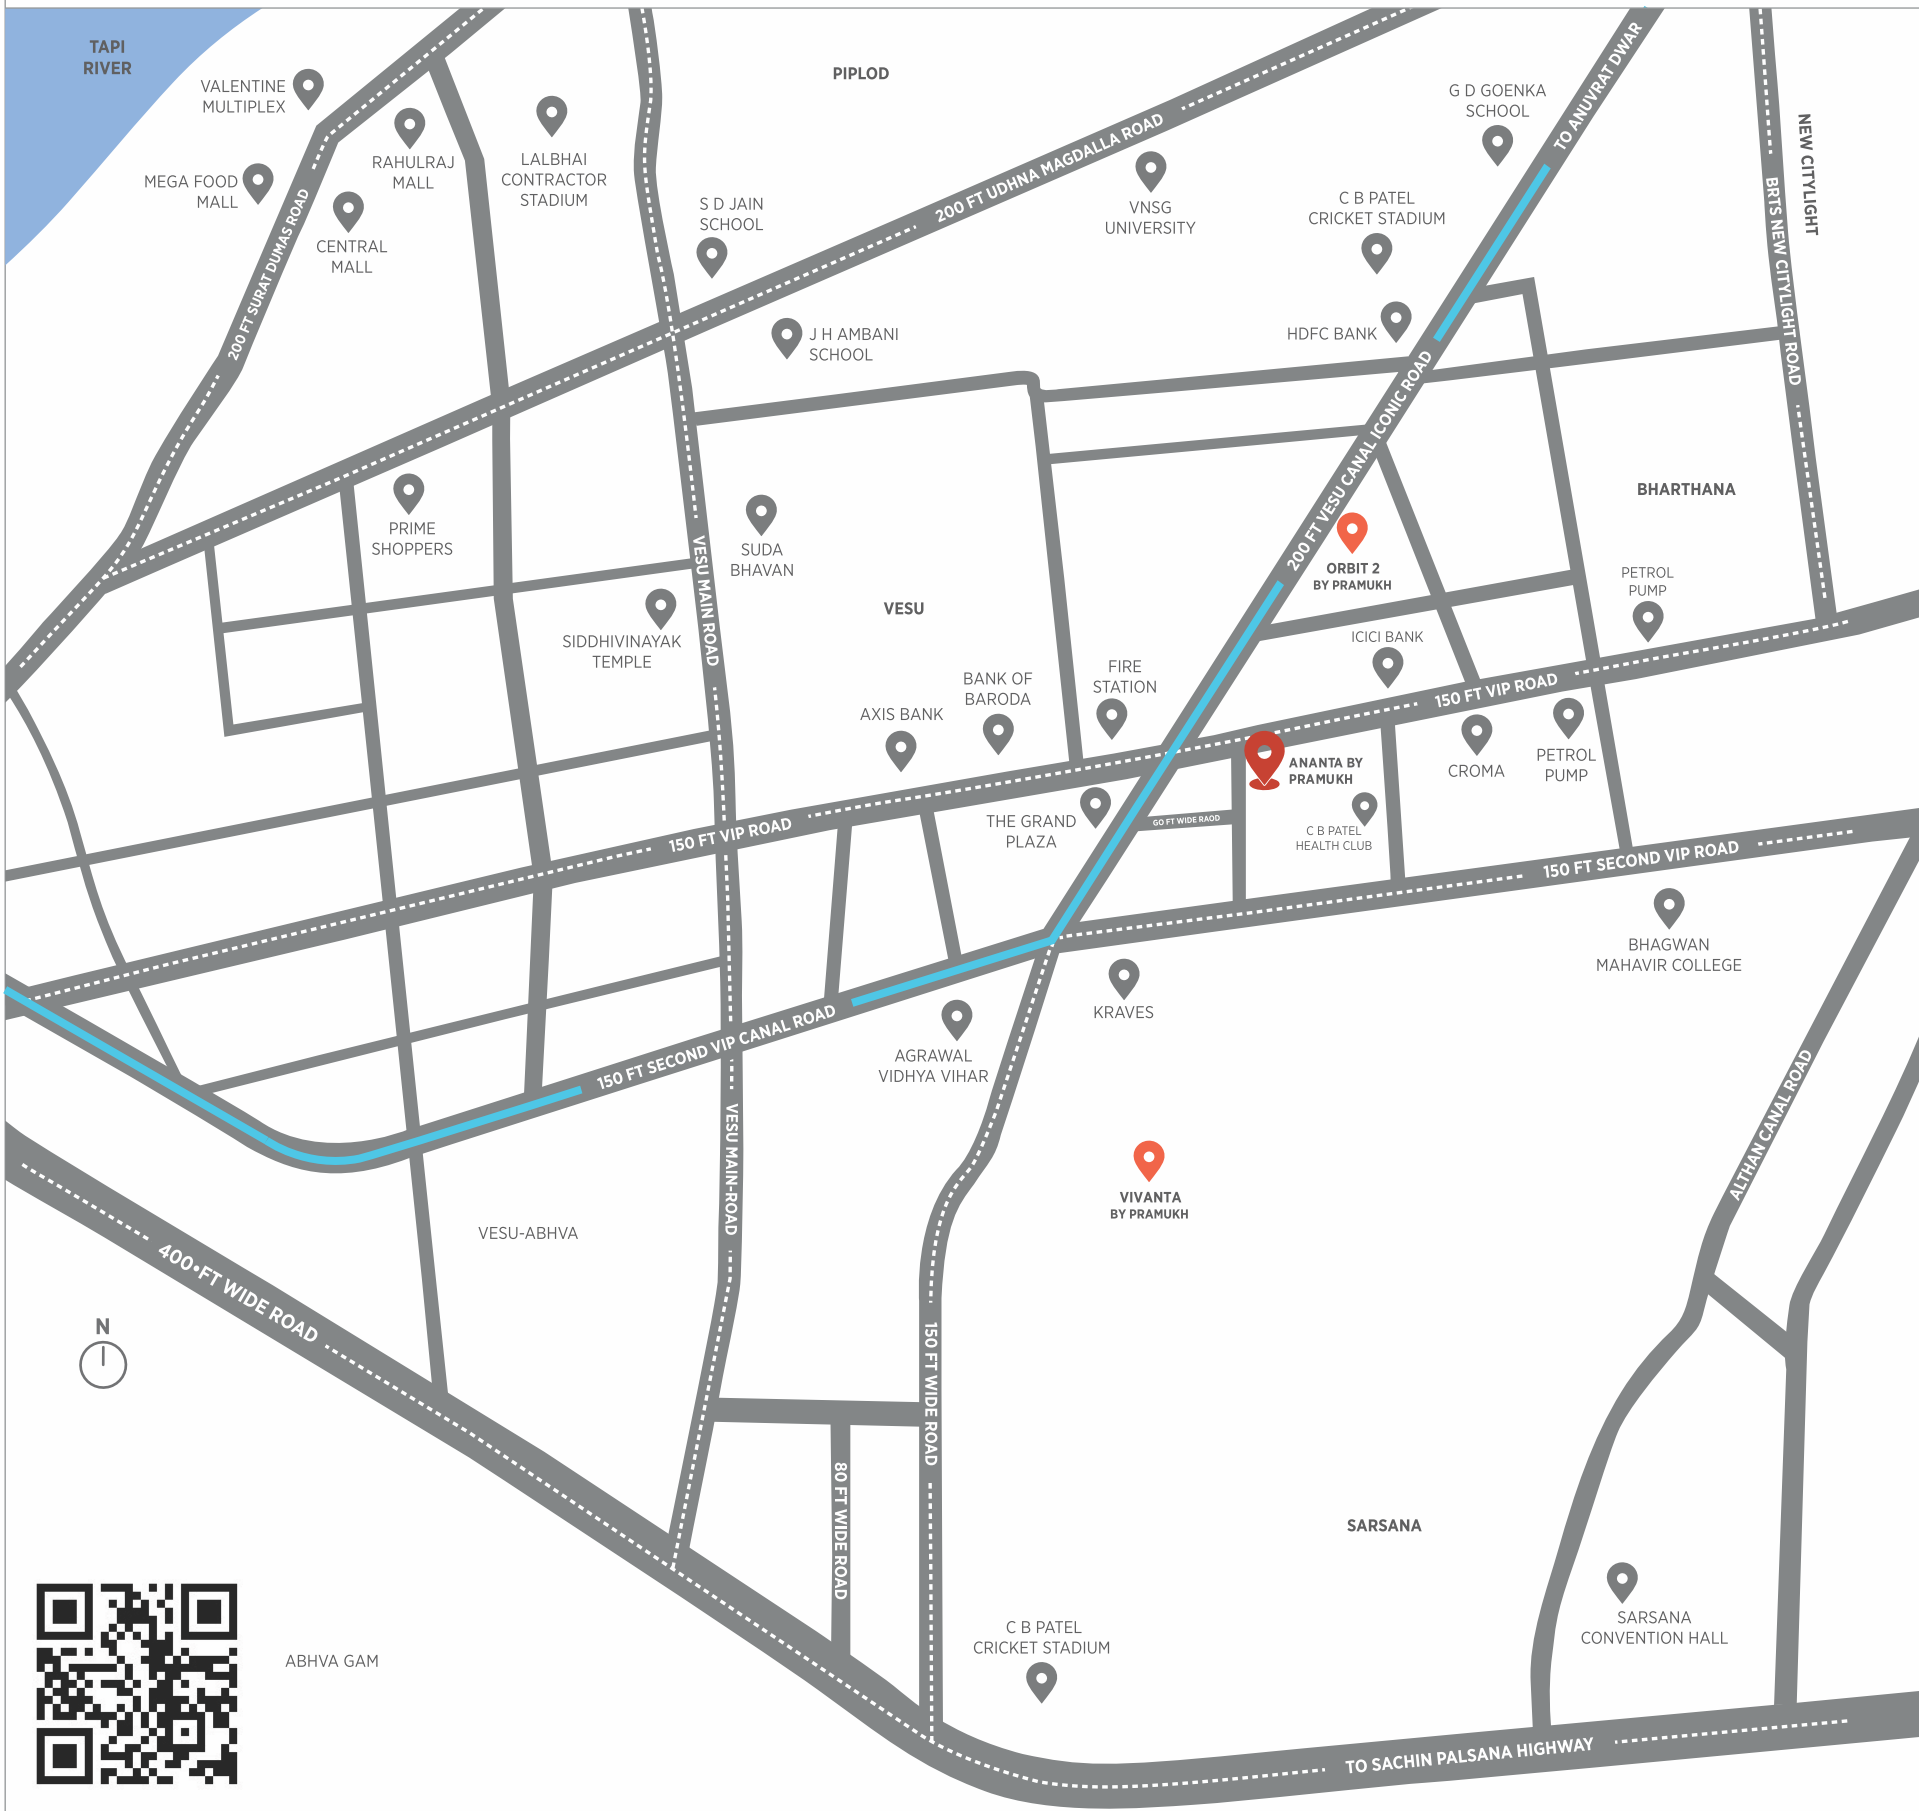 TAPI
RIVER
VALENTINE
MULTIPLEX
MEGA FOOD
MALL
RAHULRAJ
MALL
CENTRAL
MALL
LALBHAI
CONTRACTOR
STADIUM
200 FT SURAT DUMAS ROAD
PIPLOD
S D JAIN
SCHOOL
200 FT UDHNA MAGDALLA ROAD
VNSG
UNIVERSITY
G D GOENKA
SCHOOL
TO ANUVRAT DWAR
C B PATEL
CRICKET STADIUM
NEW CITYLIGHT
BRTS NEW CITYLIGHT ROAD
J H AMBANI
SCHOOL
HDFC BANK
200 FT VESU CANAL ICONIC ROAD
PRIME
SHOPPERS
SUDA
BHAVAN
BHARTHANA
ORBIT 2
BY PRAMUKH
VESU MAIN ROAD
SIDDHIVINAYAK
TEMPLE
VESU
PETROL
PUMP
ICICI BANK
FIRE
STATION
BANK OF
BARODA
AXIS BANK
150 FT VIP ROAD
ANANTA BY
PRAMUKH
CROMA
PETROL
PUMP
THE GRAND
PLAZA
GO FT WIDE RAOD
C B PATEL
HEALTH CLUB
150 FT VIP ROAD
150 FT SECOND VIP ROAD
BHAGWAN
MAHAVIR COLLEGE
KRAVES
150 FT SECOND VIP CANAL ROAD
AGRAWAL
VIDHYA VIHAR
VESU MAIN-ROAD
ALTHAN CANAL ROAD
VIVANTA
BY PRAMUKH
VESU-ABHVA
400•FT WIDE ROAD
N
150 FT WIDE ROAD
80 FT WIDE ROAD
SARSANA
SARSANA
CONVENTION HALL
C B PATEL
CRICKET STADIUM
ABHVA GAM
TO SACHIN PALSANA HIGHWAY